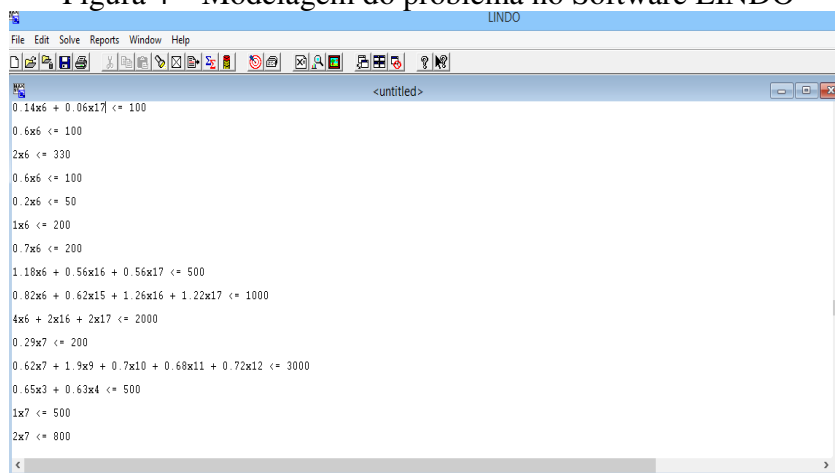 Figura 4 – Modelagem do problema no Software LINDO
LINDO
File Edit Solve Reports Window Help
<untitled>
0.14x6 + 0.06x17 <= 100
0.6x6 <= 100
2x6 <= 330
0.6x6 <= 100
0.2x6 <= 50
1x6 <= 200
0.7x6 <= 200
1.18x6 + 0.56x16 + 0.56x17 <= 500
0.82x6 + 0.62x15 + 1.26x16 + 1.22x17 <= 1000
4x6 + 2x16 + 2x17 <= 2000
0.29x7 <= 200
0.62x7 + 1.9x9 + 0.7x10 + 0.68x11 + 0.72x12 <= 3000
0.65x3 + 0.63x4 <= 500
1x7 <= 500
2x7 <= 800